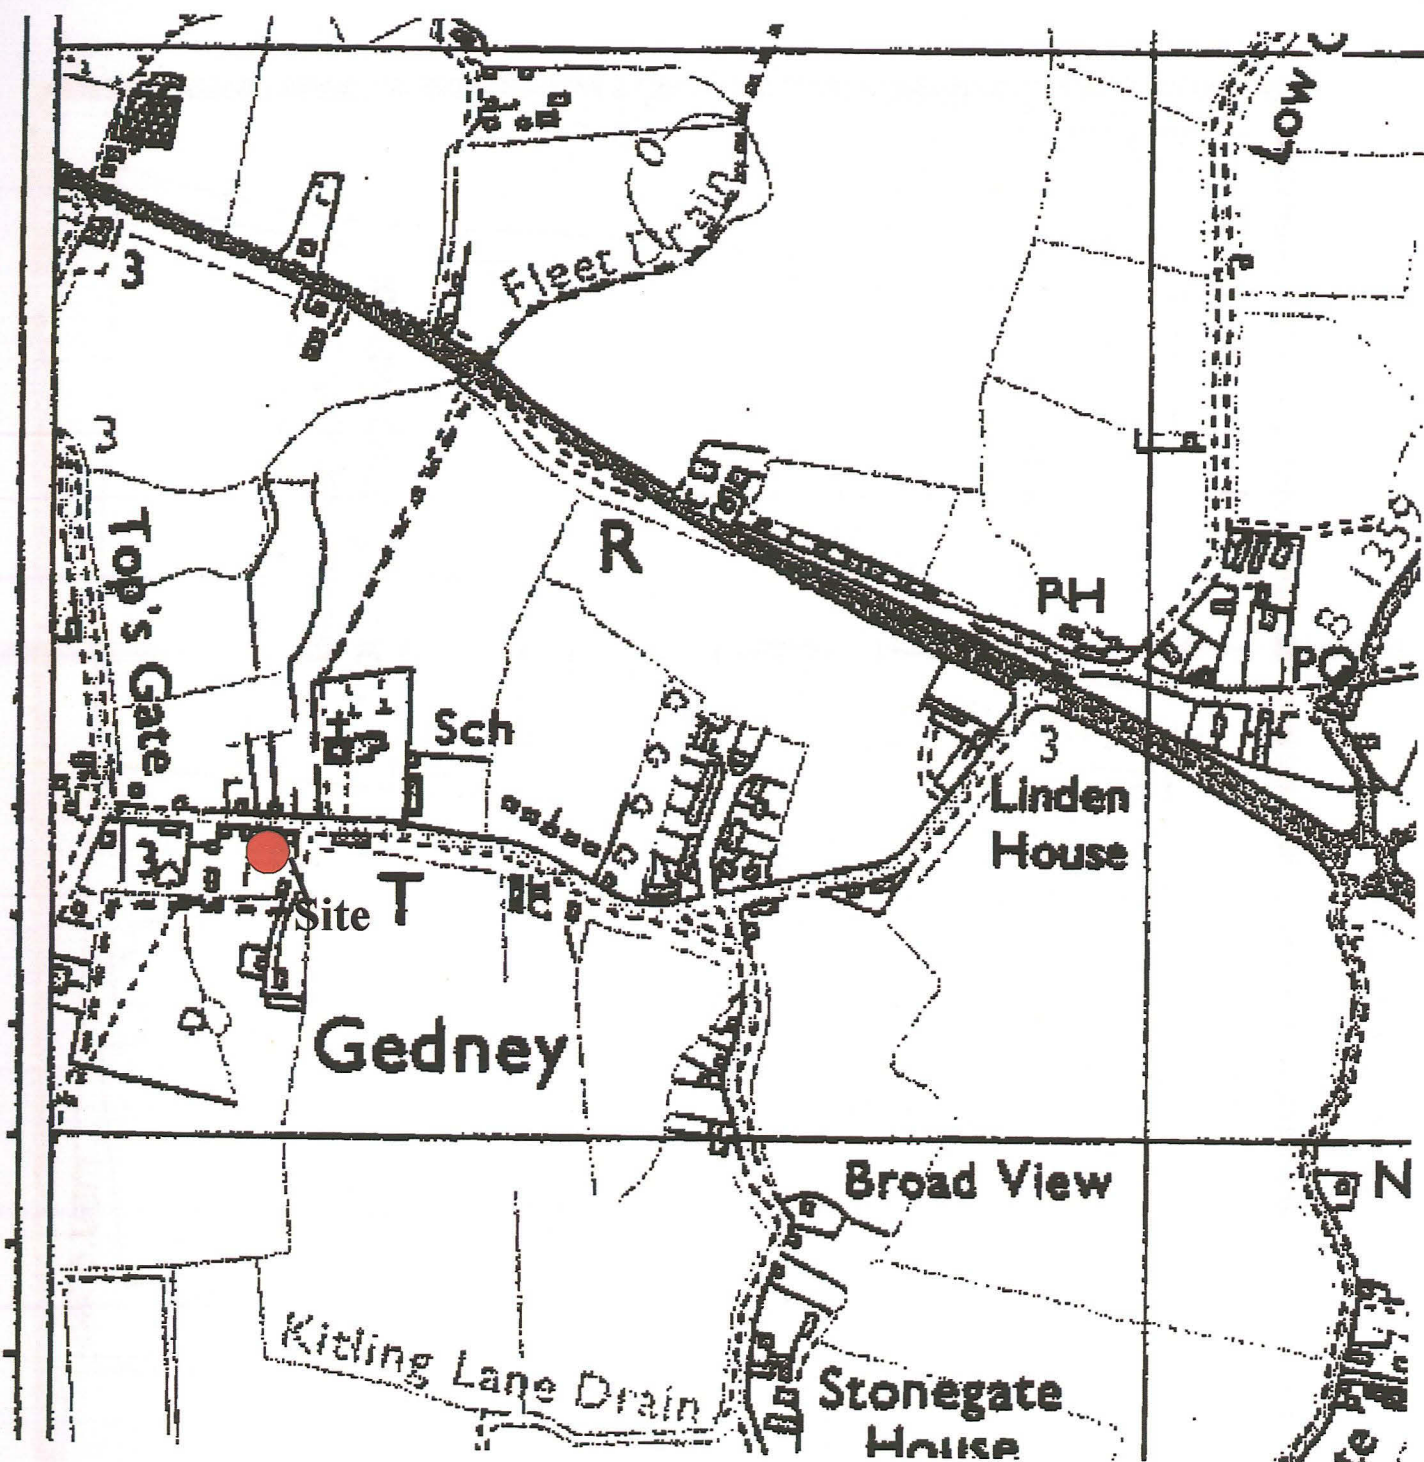 Low
3
Fleet Drain
3
Top's Gate
R
1359
PH
PO
Sch
3
Linden
House
T
Site
Gedney
Broad View
N
Kitling Lane Drain
Stonegate
House